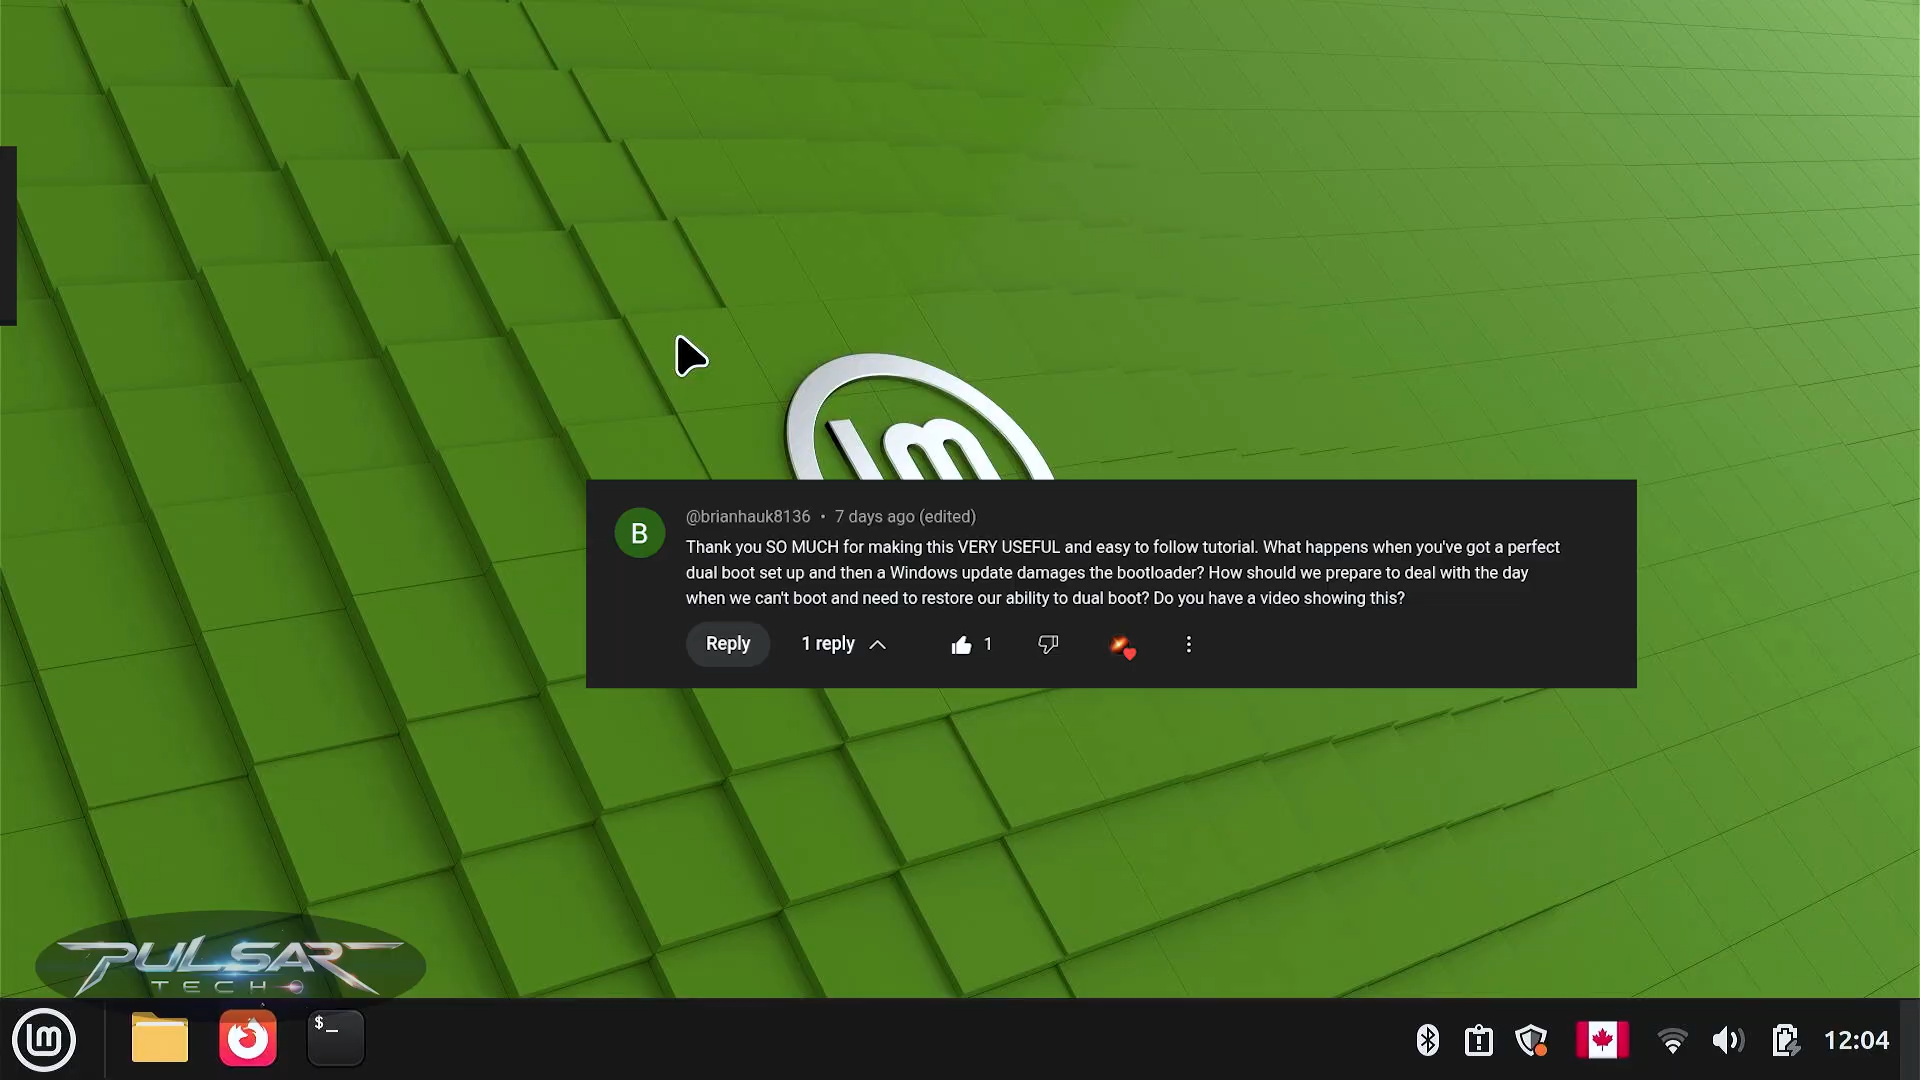 lm
@brianhauk8136 • 7 days ago (edited)
B
Thank you SO MUCH for making this VERY USEFUL and easy to follow tutorial. What happens when you've got a perfect
dual boot set up and then a Windows update damages the bootloader? How should we prepare to deal with the day
when we can't boot and need to restore our ability to dual boot? Do you have a video showing this?
Reply 1 reply 1
PULSAR
TECH
lm $_ 12:04